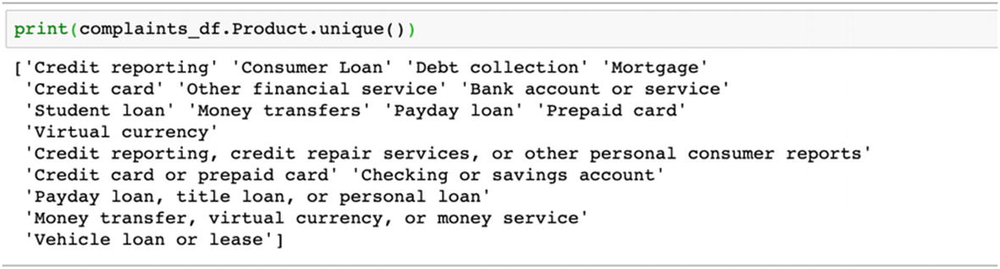 print(complaints_df.Product.unique())
['Credit reporting' 'Consumer Loan' 'Debt collection' 'Mortgage'
'Credit card' 'Other financial service' 'Bank account or service'
'Student loan' 'Money transfers' 'Payday loan' 'Prepaid card'
'Virtual currency'
'Credit reporting, credit repair services, or other personal consumer reports'
'Credit card or prepaid card' 'Checking or savings account'
'Payday loan, title loan, or personal loan'
'Money transfer, virtual currency, or money service'
'Vehicle loan or lease']